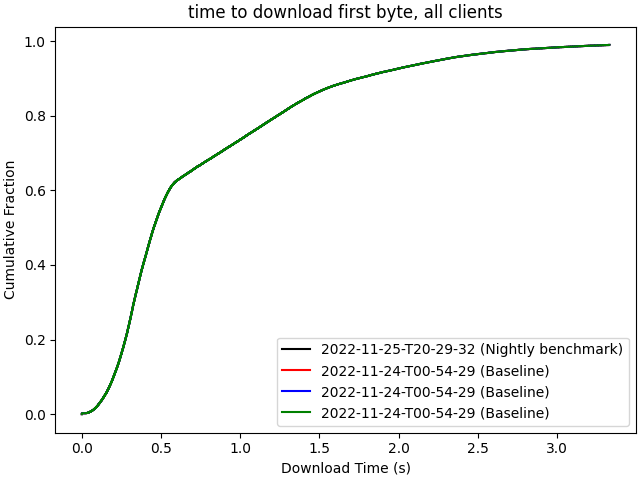 time to download first byte, all clients
Cumulative Fraction
1.0
0.8
0.6
0.4
0.2
0.0
2022-11-25-T20-29-32 (Nightly benchmark)
2022-11-24-T00-54-29 (Baseline)
2022-11-24-T00-54-29 (Baseline)
2022-11-24-T00-54-29 (Baseline)
0.0 0.5 1.0 1.5 2.0 2.5 3.0
Download Time (s)